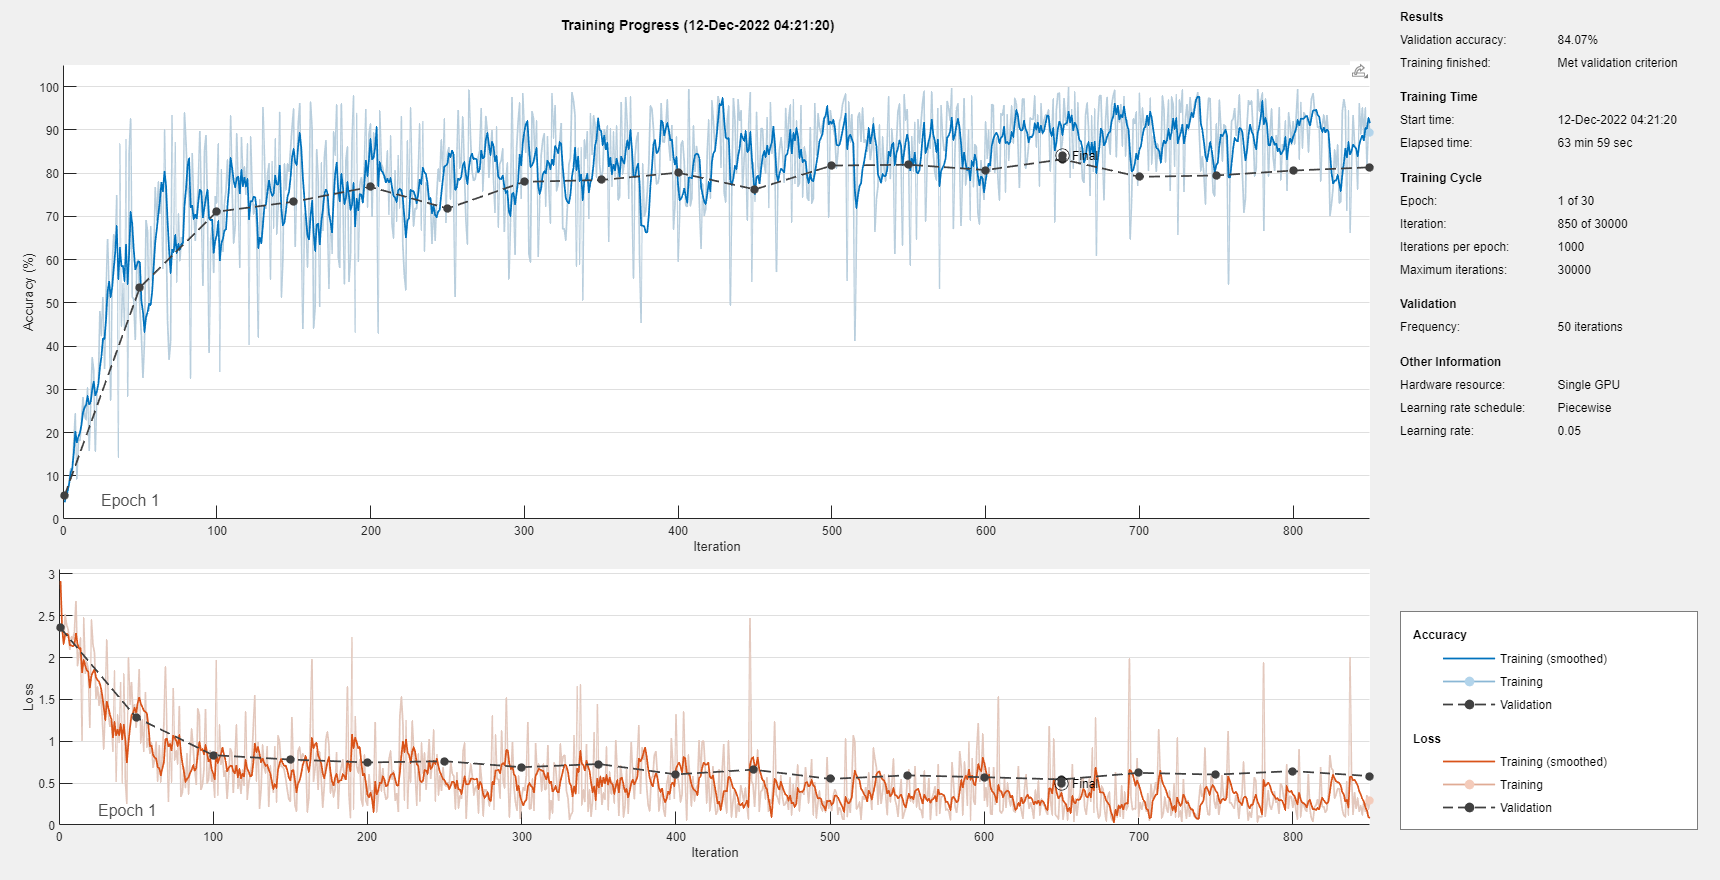 Training Progress (12-Dec-2022 04:21:20)
100
90
80
70
60
50
40
30
20
10
0
Accuracy (%)
Final
Epoch 1
0 100 200 300 400 500 600 700 800
Iteration
3
2.5
2
1.5
1
0.5
0
Loss
Final
Epoch 1
0 100 200 300 400 500 600 700 800
Iteration
Results
Validation accuracy: 84.07%
Training finished: Met validation criterion
Training Time
Start time: 12-Dec-2022 04:21:20
Elapsed time: 63 min 59 sec
Training Cycle
Epoch: 1 of 30
Iteration: 850 of 30000
Iterations per epoch: 1000
Maximum iterations: 30000
Validation
Frequency: 50 iterations
Other Information
Hardware resource: Single GPU
Learning rate schedule: Piecewise
Learning rate: 0.05
Accuracy
Training (smoothed)
Training
Validation
Loss
Training (smoothed)
Training
Validation